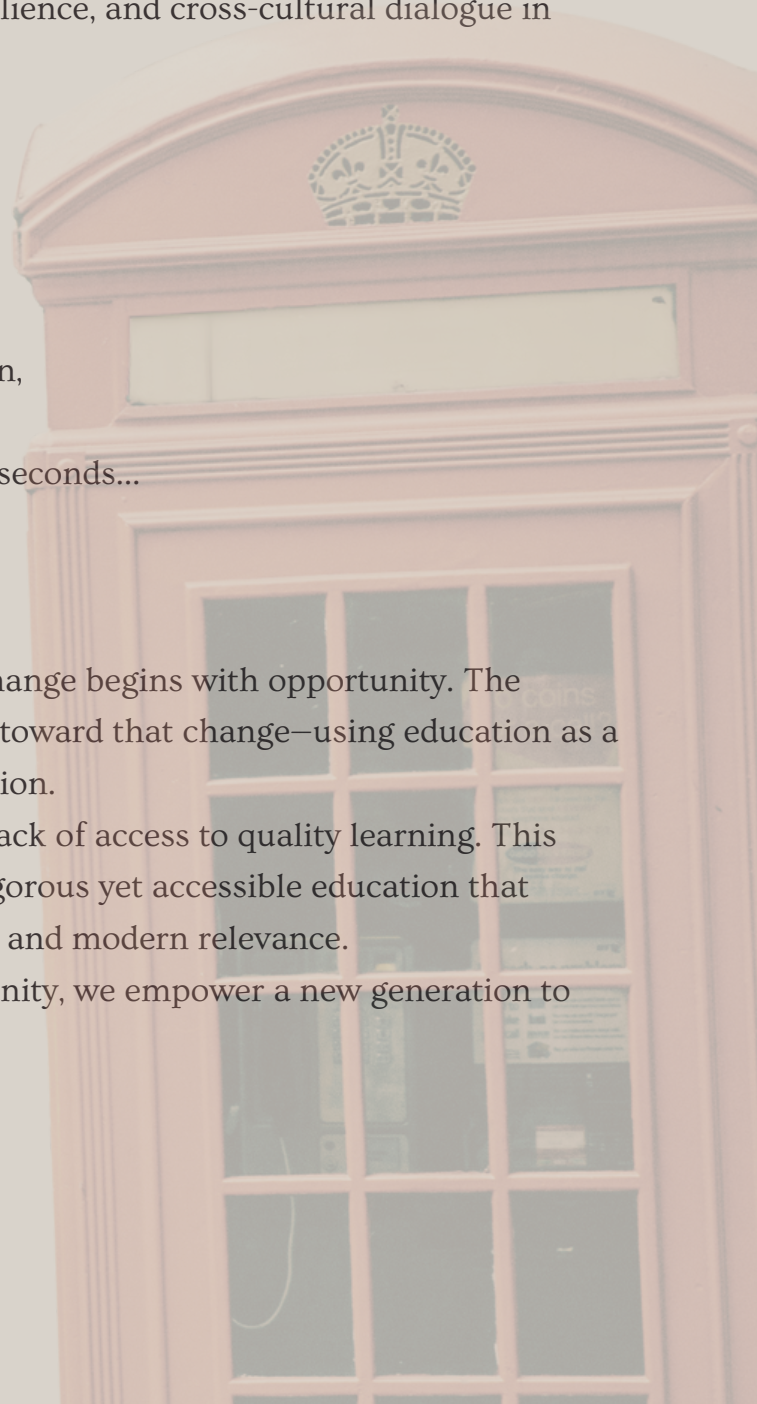 lience, and cross-cultural dialogue in
n,
seconds...
ange begins with opportunity. The
toward that change—using education as a
ion.
ack of access to quality learning. This
gorous yet accessible education that
and modern relevance.
nity, we empower a new generation to
coins